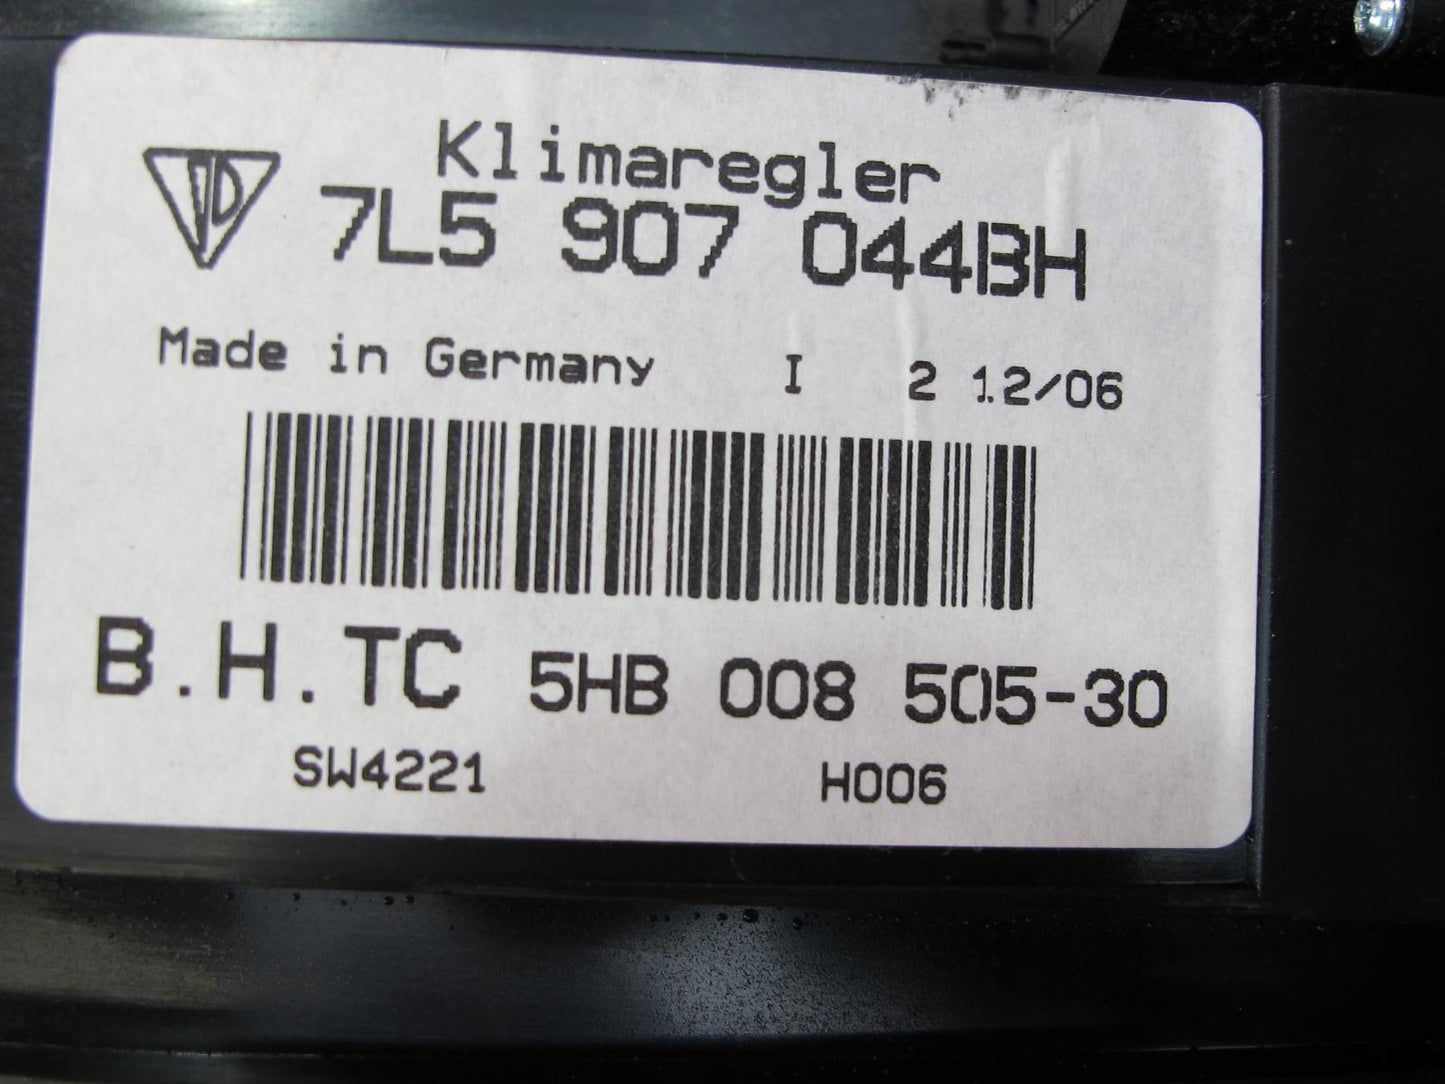 Klimaregler
7L5 907 044BH
Made in Germany I 2 12/06
B.H.TC 5HB 008 505-30
SW4221 H006